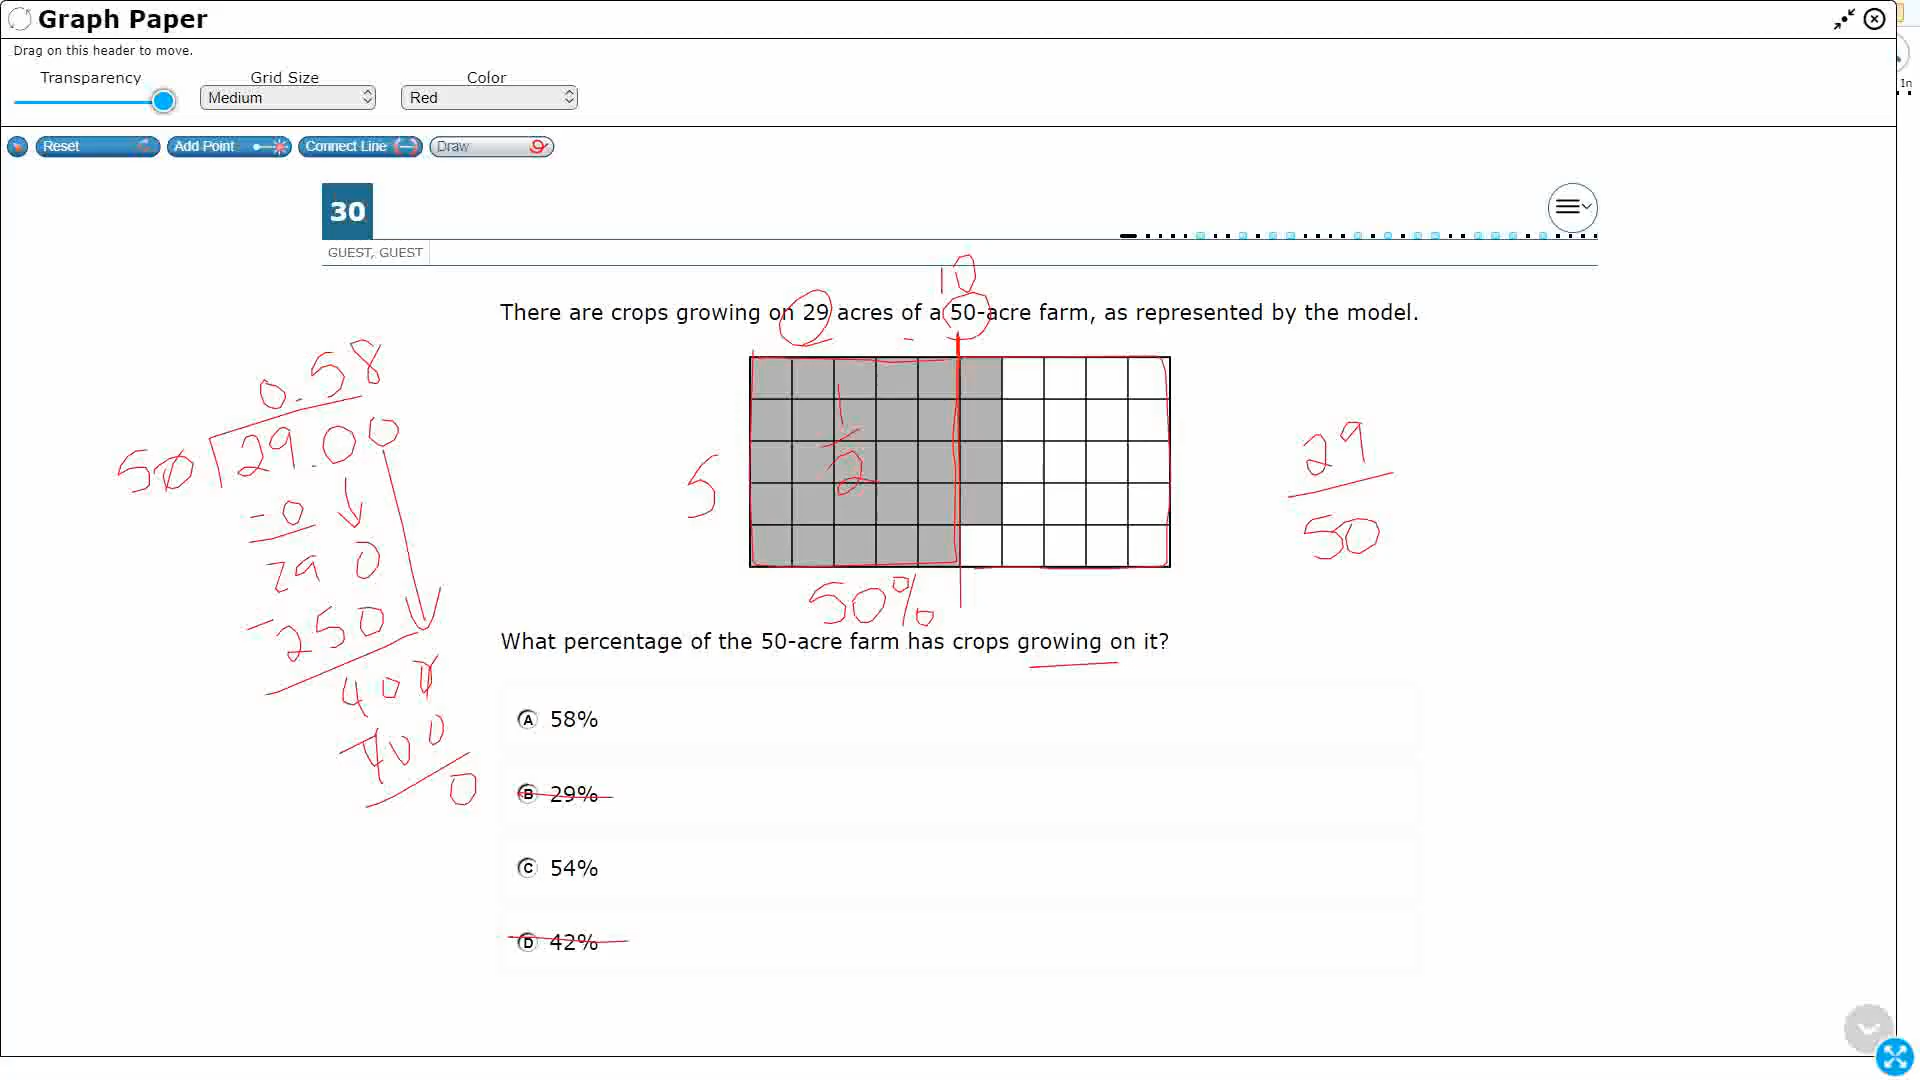 Graph Paper
Drag on this header to move.
Transparency Grid Size Color
Medium Red
Reset Add Point Connect Line Draw
1n
30
GUEST, GUEST
10
There are crops growing on 29 acres of a 50-acre farm, as represented by the model.
0.58
50 29.00
- 0
290
- 250
400
- 400
0
5
1
2
50%
29
50
What percentage of the 50-acre farm has crops growing on it?
A 58%
B 29%
C 54%
D 42%